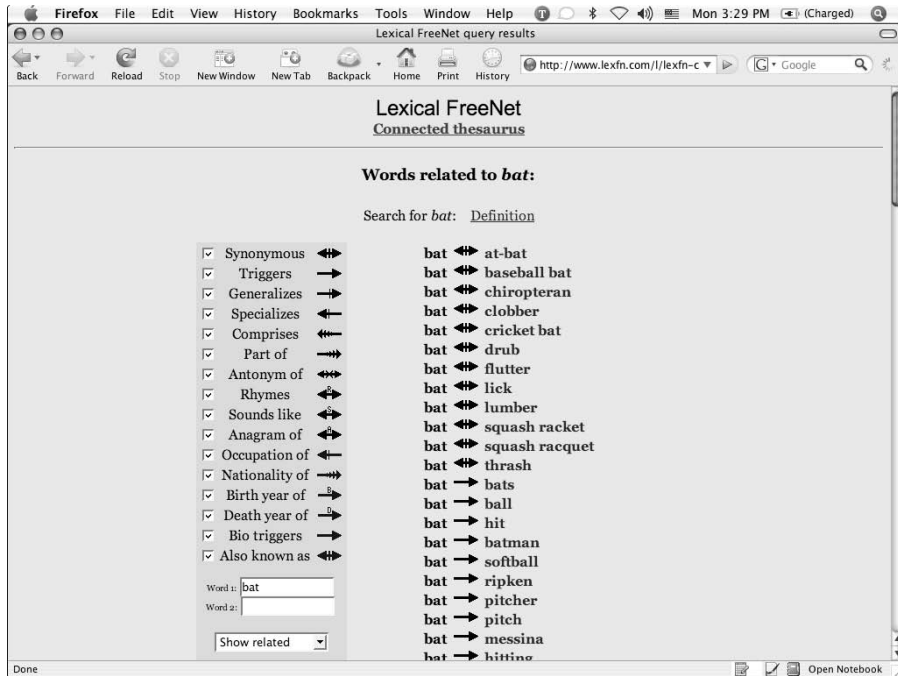 Firefox File Edit View History Bookmarks Tools Window Help Mon 3:29 PM (Charged)
Lexical FreeNet query results
Back Forward Reload Stop New Window New Tab Backpack Home Print History http://www.lexfn.com/l/lexfn-c Google
Lexical FreeNet
Connected thesaurus
Words related to bat:
Search for bat: Definition
Synonymous
Triggers
Generalizes
Specializes
Comprises
Part of
Antonym of
Rhymes
Sounds like
Anagram of
Occupation of
Nationality of
Birth year of
Death year of
Bio triggers
Also known as
Word 1: bat
Word 2:
Show related
bat at-bat
bat baseball bat
bat chiropteran
bat clobber
bat cricket bat
bat drub
bat flutter
bat lick
bat lumber
bat squash racket
bat squash racquet
bat thrash
bat bats
bat ball
bat hit
bat batman
bat softball
bat ripken
bat pitcher
bat pitch
bat messina
bat hitting
Done Open Notebook